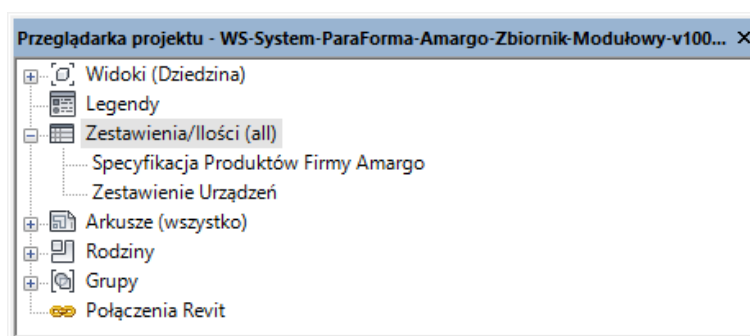 Przeglądarka projektu - WS-System-ParaForma-Amargo-Zbiornik-Modułowy-v100...
Widoki (Dziedzina)
Legendy
Zestawienia/Ilości (all)
Specyfikacja Produktów Firmy Amargo
Zestawienie Urządzeń
Arkusze (wszystko)
Rodziny
Grupy
Połączenia Revit